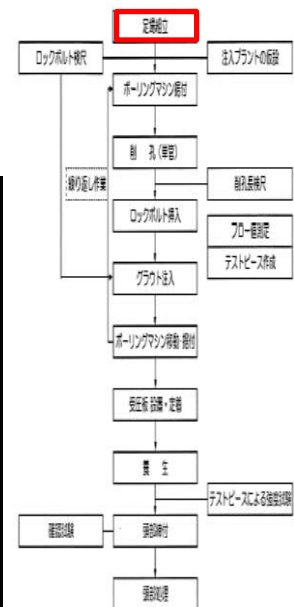 足場組立
ロックボルト検尺
注入プラントの仮設
ボーリングマシン据付
削 孔(単管)
繰り返し作業
削孔長検尺
ロックボルト挿入
フロー値測定
テストピース作成
グラウト注入
ボーリングマシン移動・据付
受圧板 設置・定着
養 生
テストピースによる強度試験
確認試験
頭部締付
頭部処理